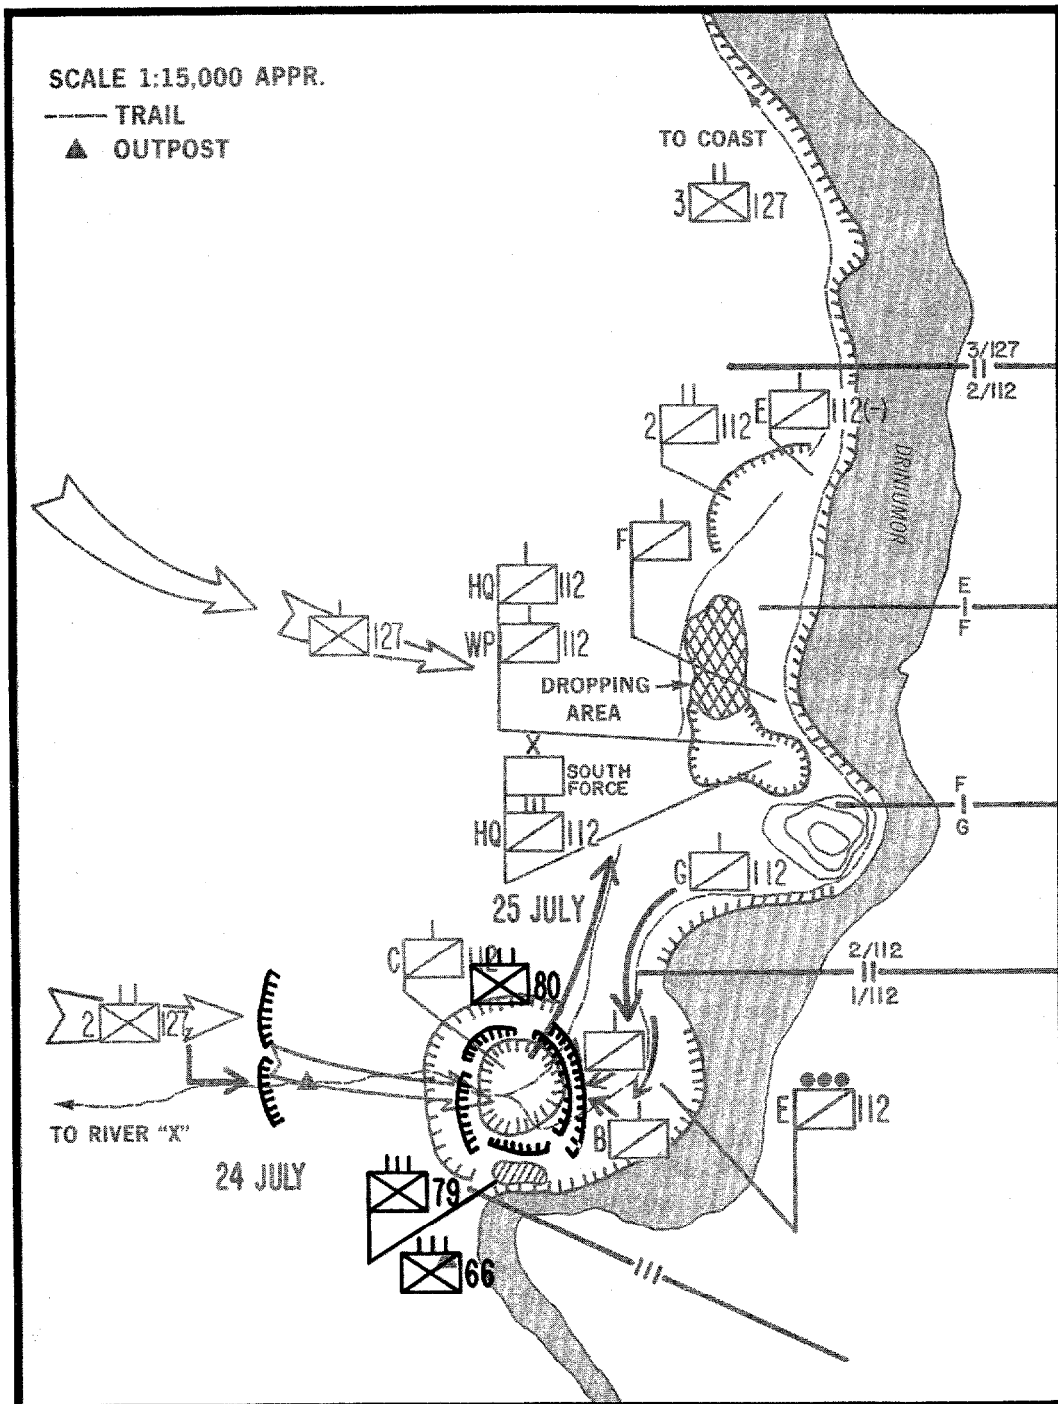 SCALE 1:15,000 APPR.
TRAIL
OUTPOST
TO COAST
3 127
3/127
2/112
2 112
E 112(-)
DRINIUMOR
F
HQ 112
127
WP 112
E
F
DROPPING
AREA
X
SOUTH
FORCE
HQ 112
F
G
G 112
25 JULY
C 112
80
2/112
1/112
2 127
E 112
B
TO RIVER "X"
24 JULY
79
66